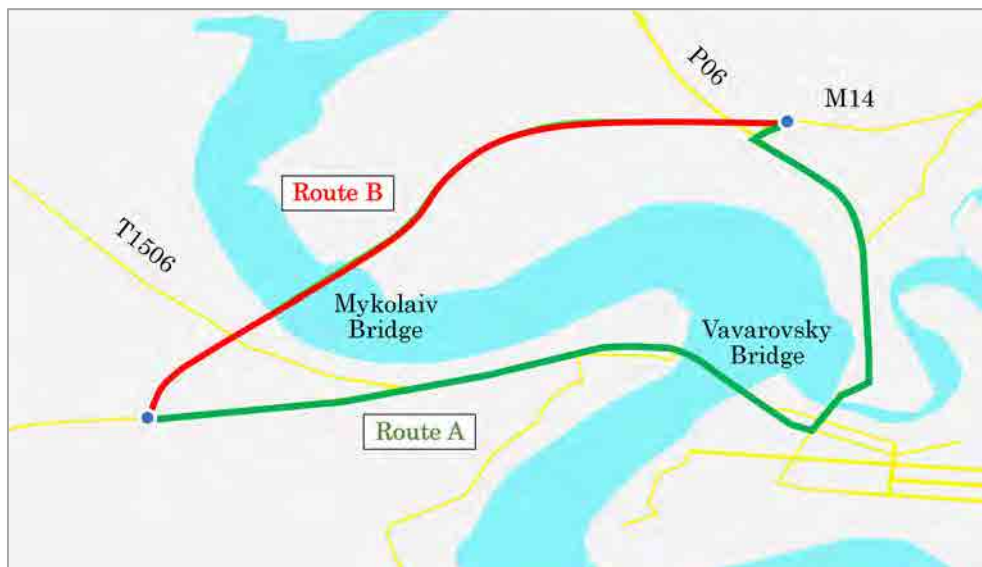 P06
M14
Route B
T1506
Mykolaiv
Bridge
Vavarovsky
Bridge
Route A